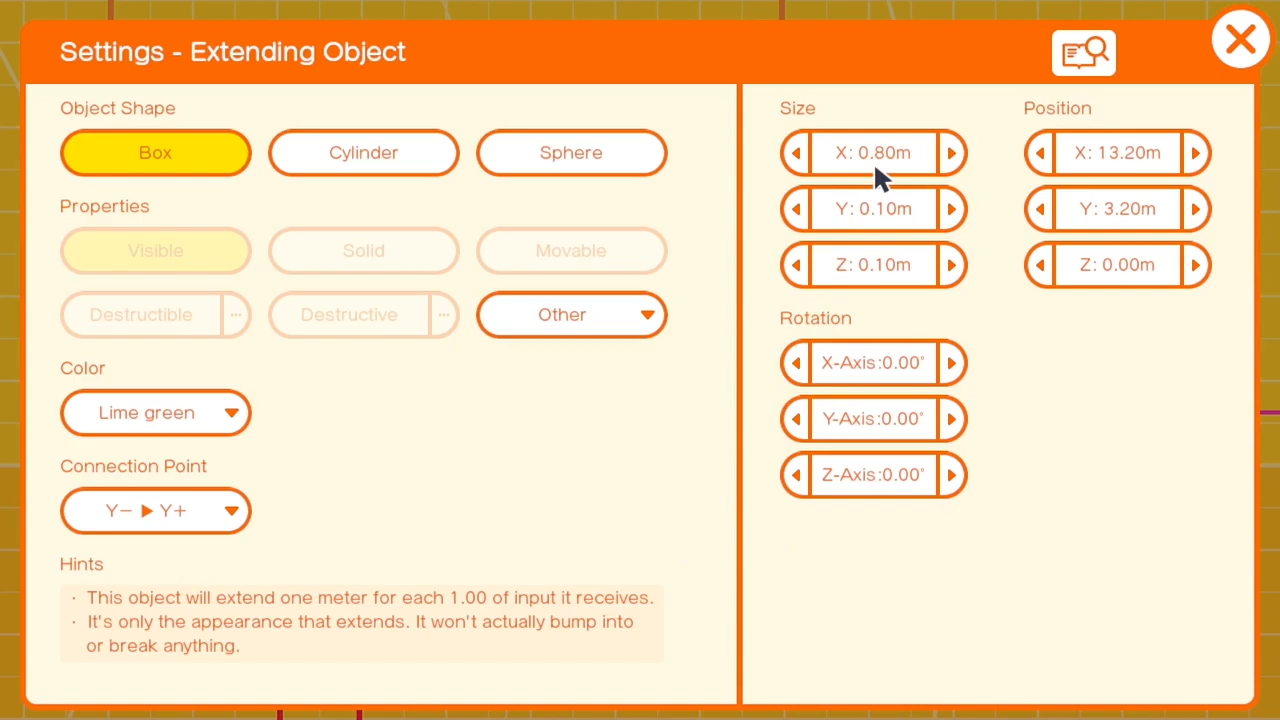 Settings - Extending Object
Object Shape
Box
Cylinder
Sphere
Properties
Visible
Solid
Movable
Destructible
...
Destructive
...
Other
Color
Lime green
Connection Point
Y− ▶ Y+
Hints
· This object will extend one meter for each 1.00 of input it receives.
· It's only the appearance that extends. It won't actually bump into
or break anything.
Size
X: 0.80m
Y: 0.10m
Z: 0.10m
Position
X: 13.20m
Y: 3.20m
Z: 0.00m
Rotation
X-Axis:0.00°
Y-Axis:0.00°
Z-Axis:0.00°